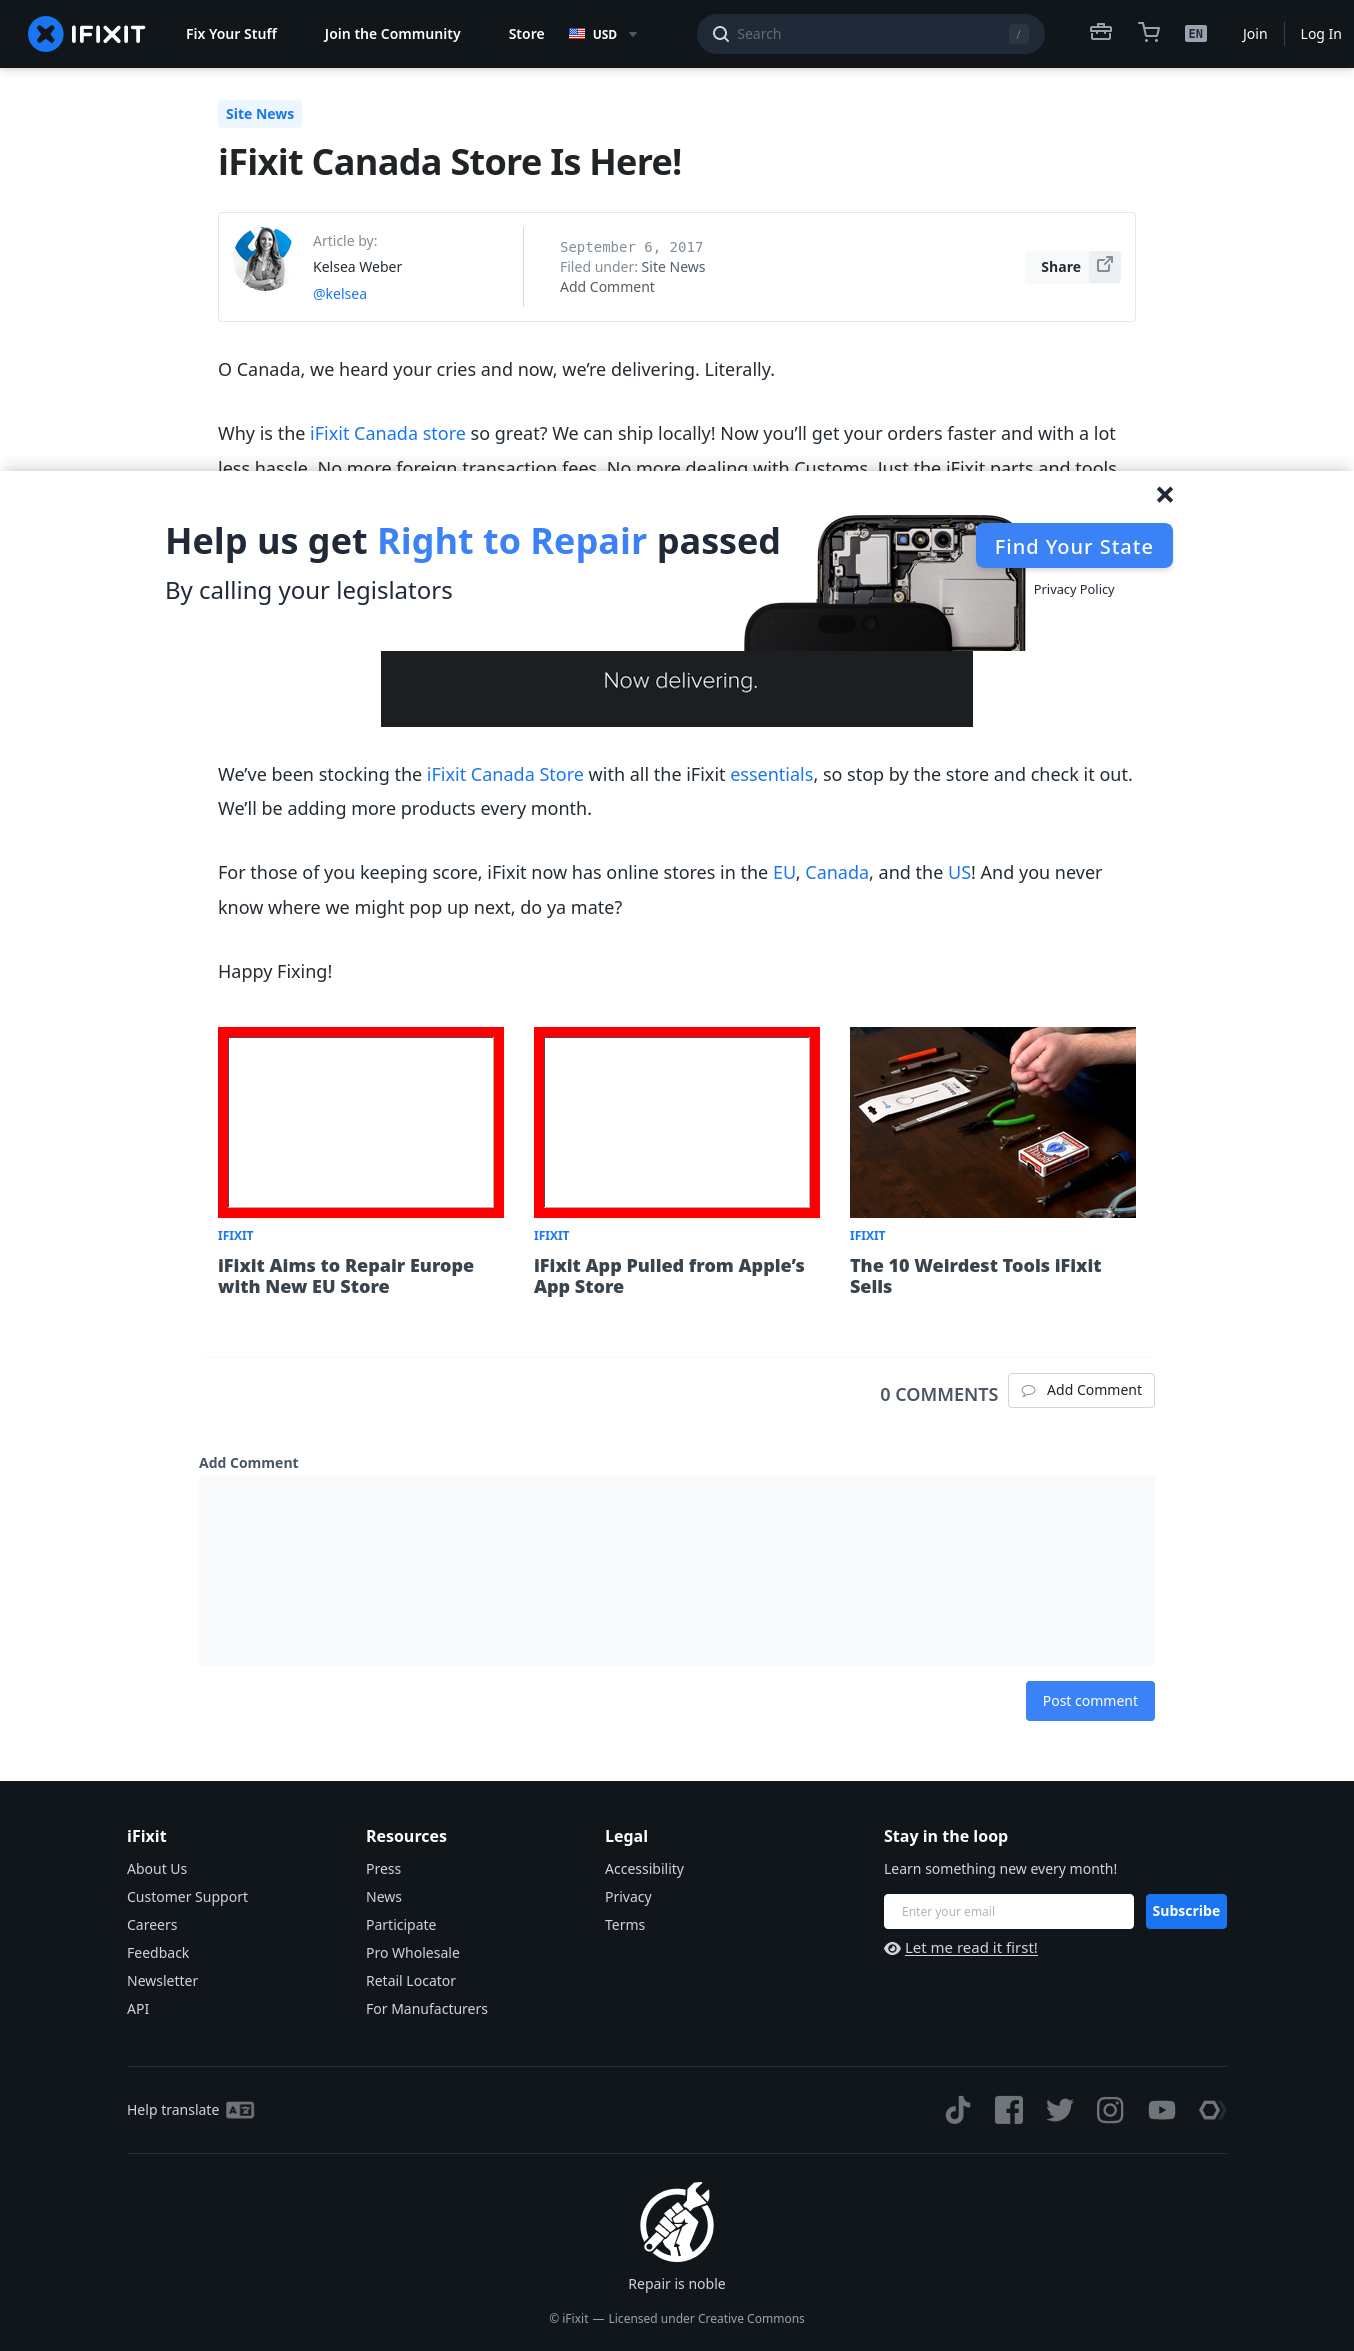 IFIXIT
Fix Your Stuff
Join the Community
Store
USD
Search
/
EN
Join
Log In
Site News
iFixit Canada Store Is Here!
Article by:
Kelsea Weber
@kelsea
September 6, 2017
Filed under: Site News
Add Comment
Share
O Canada, we heard your cries and now, we’re delivering. Literally.
Why is the iFixit Canada store so great? We can ship locally! Now you’ll get your orders faster and with a lot
less hassle. No more foreign transaction fees. No more dealing with Customs. Just the iFixit parts and tools
Help us get Right to Repair passed
By calling your legislators
Find Your State
Privacy Policy
Now delivering.
We’ve been stocking the iFixit Canada Store with all the iFixit essentials, so stop by the store and check it out.
We’ll be adding more products every month.
For those of you keeping score, iFixit now has online stores in the EU, Canada, and the US! And you never
know where we might pop up next, do ya mate?
Happy Fixing!
IFIXIT
iFixit Aims to Repair Europe
with New EU Store
IFIXIT
iFixit App Pulled from Apple’s
App Store
IFIXIT
The 10 Weirdest Tools iFixit
Sells
0 COMMENTS
Add Comment
Add Comment
Post comment
iFixit
About Us
Customer Support
Careers
Feedback
Newsletter
API
Resources
Press
News
Participate
Pro Wholesale
Retail Locator
For Manufacturers
Legal
Accessibility
Privacy
Terms
Stay in the loop
Learn something new every month!
Enter your email
Subscribe
Let me read it first!
Help translate
Repair is noble
© iFixit — Licensed under Creative Commons